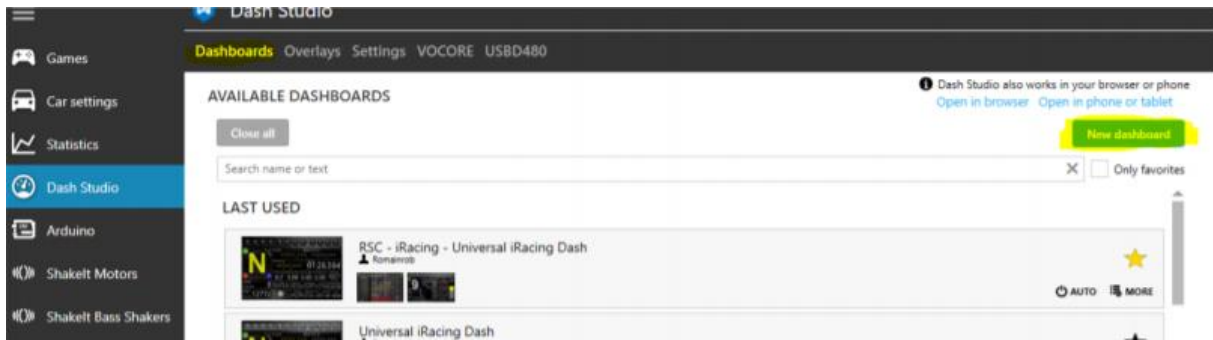 Dash Studio
Games
Car settings
Statistics
Dash Studio
Arduino
ShakeIt Motors
ShakeIt Bass Shakers
Dashboards Overlays Settings VOCORE USBD480
AVAILABLE DASHBOARDS
Dash Studio also works in your browser or phone
Open in browser Open in phone or tablet
Close all
New dashboard
Search name or text
Only favorites
LAST USED
RSC - iRacing - Universal iRacing Dash
Romainrob
N
9
AUTO MORE
Universal iRacing Dash